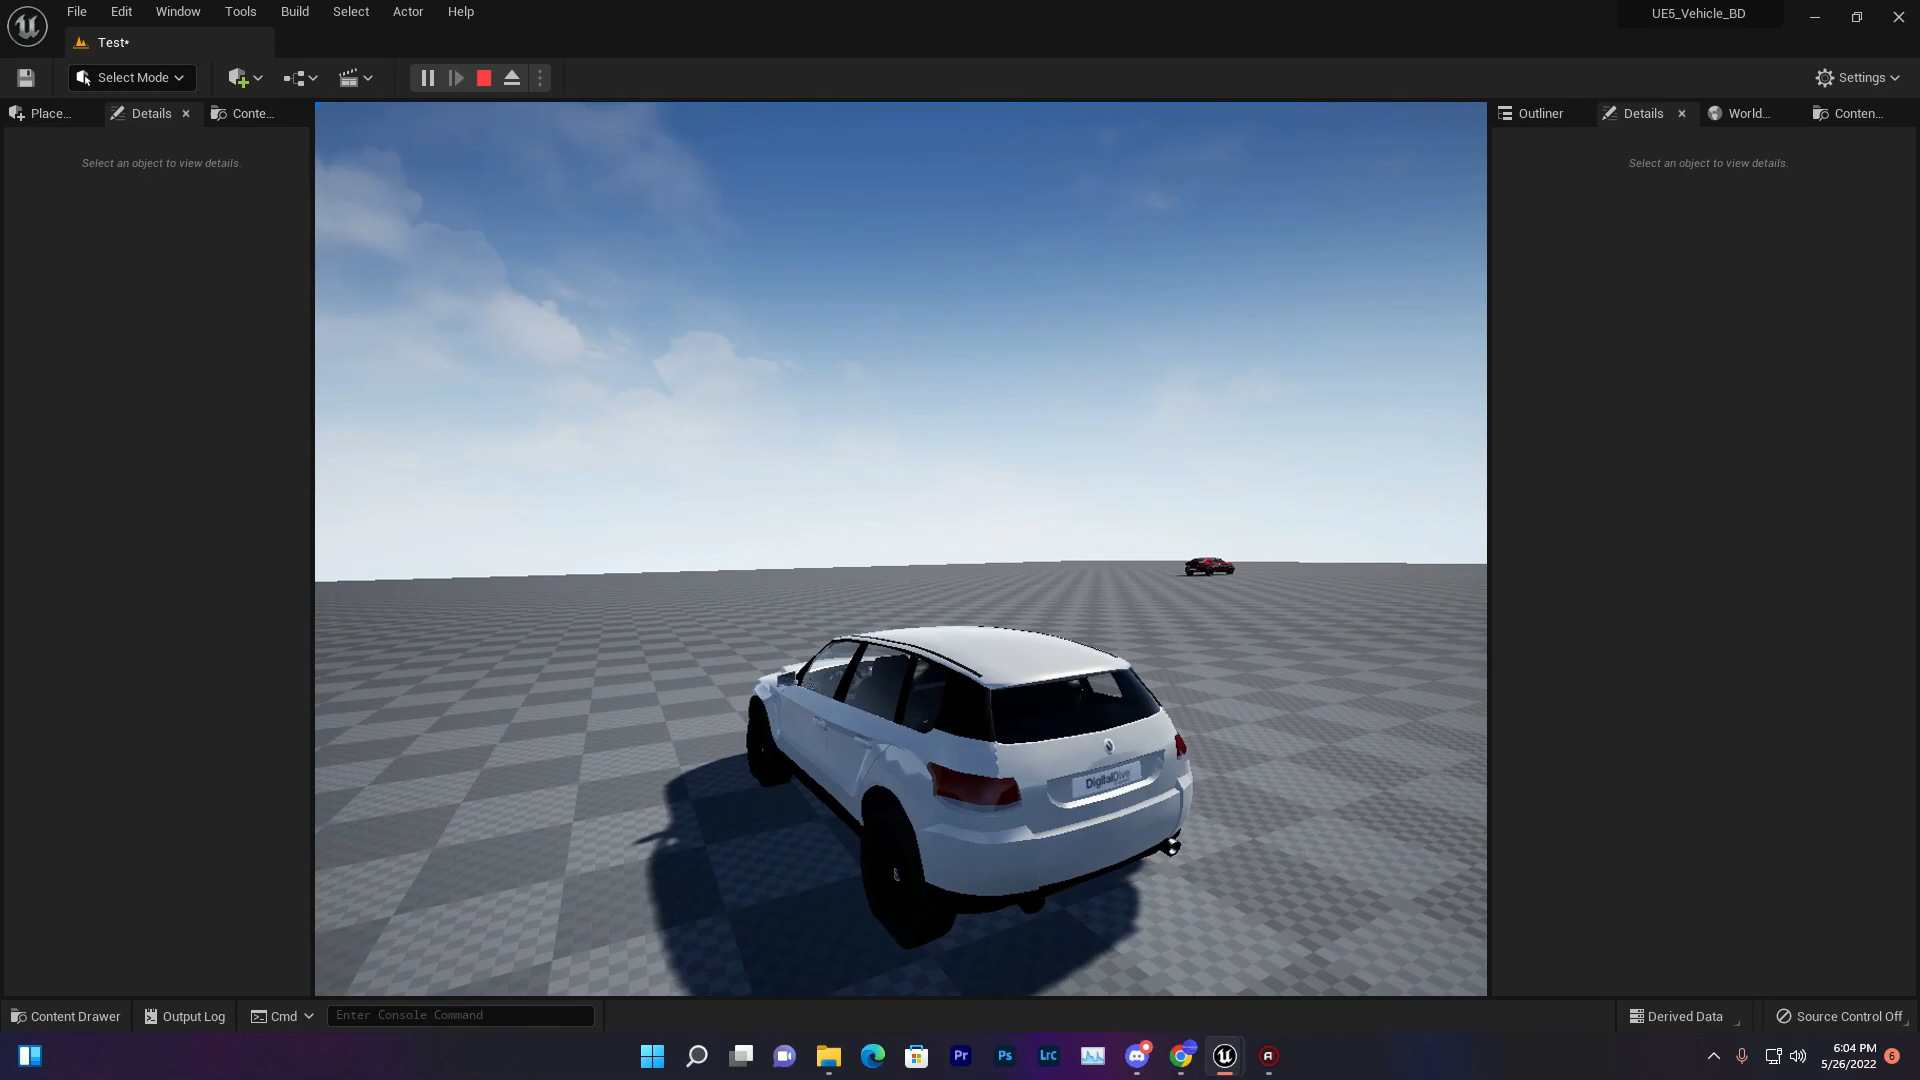 File Edit Window Tools Build Select Actor Help
UE5_Vehicle_BD
Test*
Select Mode
Settings
Place...
Details
Conte...
Outliner
Details
World...
Conten...
Select an object to view details.
Select an object to view details.
DigitalDive
Content Drawer
Output Log
Cmd
Enter Console Command
Derived Data
Source Control Off
Pr
Ps
LrC
6:04 PM
5/26/2022
6